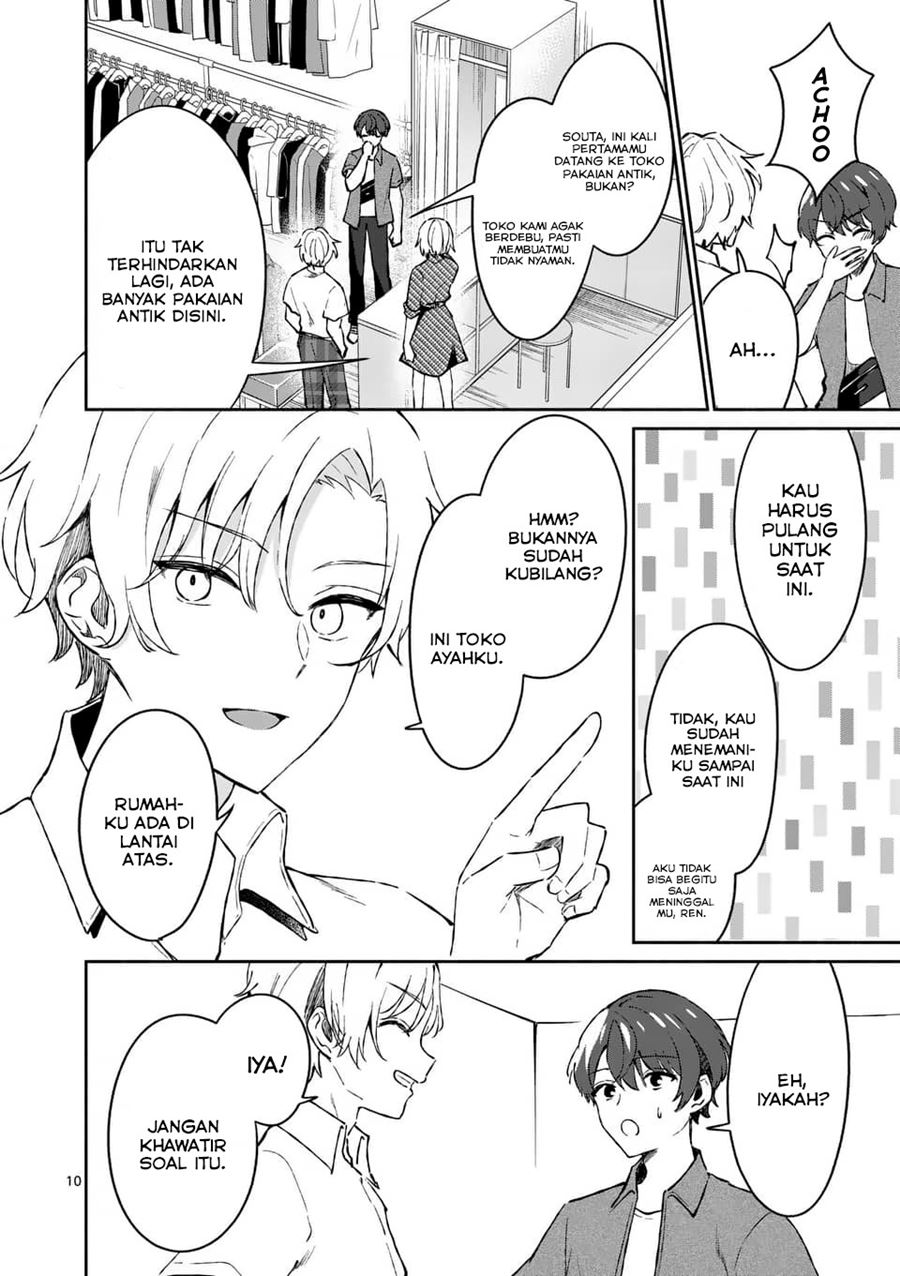 ACHOO
AH...
SOUTA, INI KALI
PERTAMAMU
DATANG KE TOKO
PAKAIAN ANTIK,
BUKAN?
TOKO KAMI AGAK
BERDEBU, PASTI
MEMBUATMU
TIDAK NYAMAN.
ITU TAK
TERHINDARKAN
LAGI, ADA
BANYAK PAKAIAN
ANTIK DISINI.
KAU
HARUS
PULANG
UNTUK
SAAT
INI.
TIDAK, KAU
SUDAH
MENEMANI-
KU SAMPAI
SAAT INI
AKU TIDAK
BISA BEGITU
SAJA
MENINGGAL
MU, REN.
HMM?
BUKANNYA
SUDAH
KUBILANG?
INI TOKO
AYAHKU.
RUMAH-
KU ADA DI
LANTAI
ATAS.
EH,
IYAKAH?
IYA!
JANGAN
KHAWATIR
SOAL ITU.
10